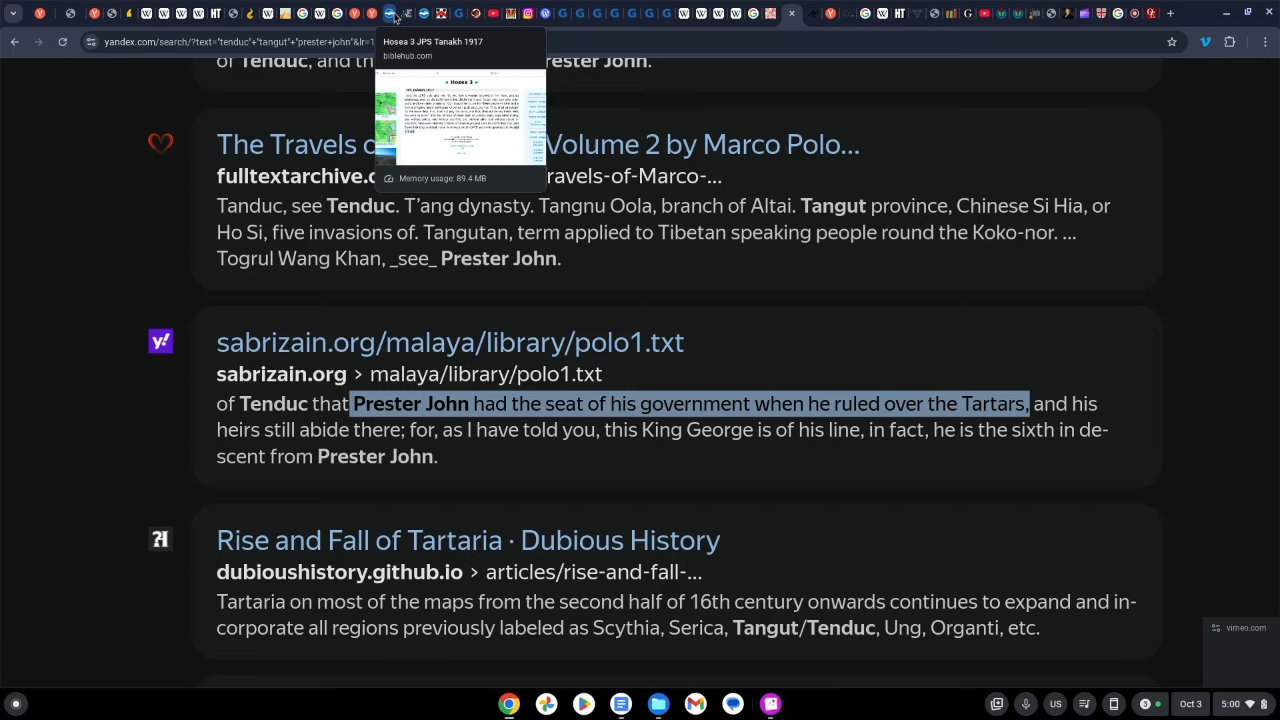 yandex.com/search/?text="tenduc"+"tangut"+"prester+john"&lr=1
Hosea 3 JPS Tanakh 1917
biblehub.com
Hosea 3
Memory usage: 89.4 MB
of Tenduc, and th
rester John.
The Travels o
Volume 2 by Marco Polo...
fulltextarchive.c
ravels-of-Marco-...
Tanduc, see Tenduc. T'ang dynasty. Tangnu Oola, branch of Altai. Tangut province, Chinese Si Hia, or
Ho Si, five invasions of. Tangutan, term applied to Tibetan speaking people round the Koko-nor. ...
Togrul Wang Khan, _see_ Prester John.
y!
sabrizain.org/malaya/library/polo1.txt
sabrizain.org › malaya/library/polo1.txt
of Tenduc that Prester John had the seat of his government when he ruled over the Tartars, and his
heirs still abide there; for, as I have told you, this King George is of his line, in fact, he is the sixth in de-
scent from Prester John.
?!
Rise and Fall of Tartaria · Dubious History
dubioushistory.github.io › articles/rise-and-fall-...
Tartaria on most of the maps from the second half of 16th century onwards continues to expand and in-
corporate all regions previously labeled as Scythia, Serica, Tangut/Tenduc, Ung, Organti, etc.
vimeo.com
US
Oct 3
5:00